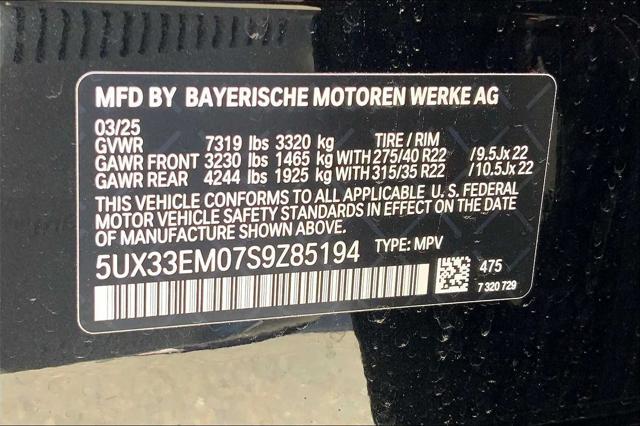 MFD BY BAYERISCHE MOTOREN WERKE AG
03/25
GVWR 7319 lbs 3320 kg TIRE / RIM
GAWR FRONT 3230 lbs 1465 kg WITH 275/40 R22 /9.5Jx22
GAWR REAR 4244 lbs 1925 kg WITH 315/35 R22 /10.5Jx22
THIS VEHICLE CONFORMS TO ALL APPLICABLE U. S. FEDERAL
MOTOR VEHICLE SAFETY STANDARDS IN EFFECT ON THE DATE
OF MANUFACTURE SHOWN ABOVE.
5UX33EM07S9Z85194 TYPE: MPV
475
7 320 729